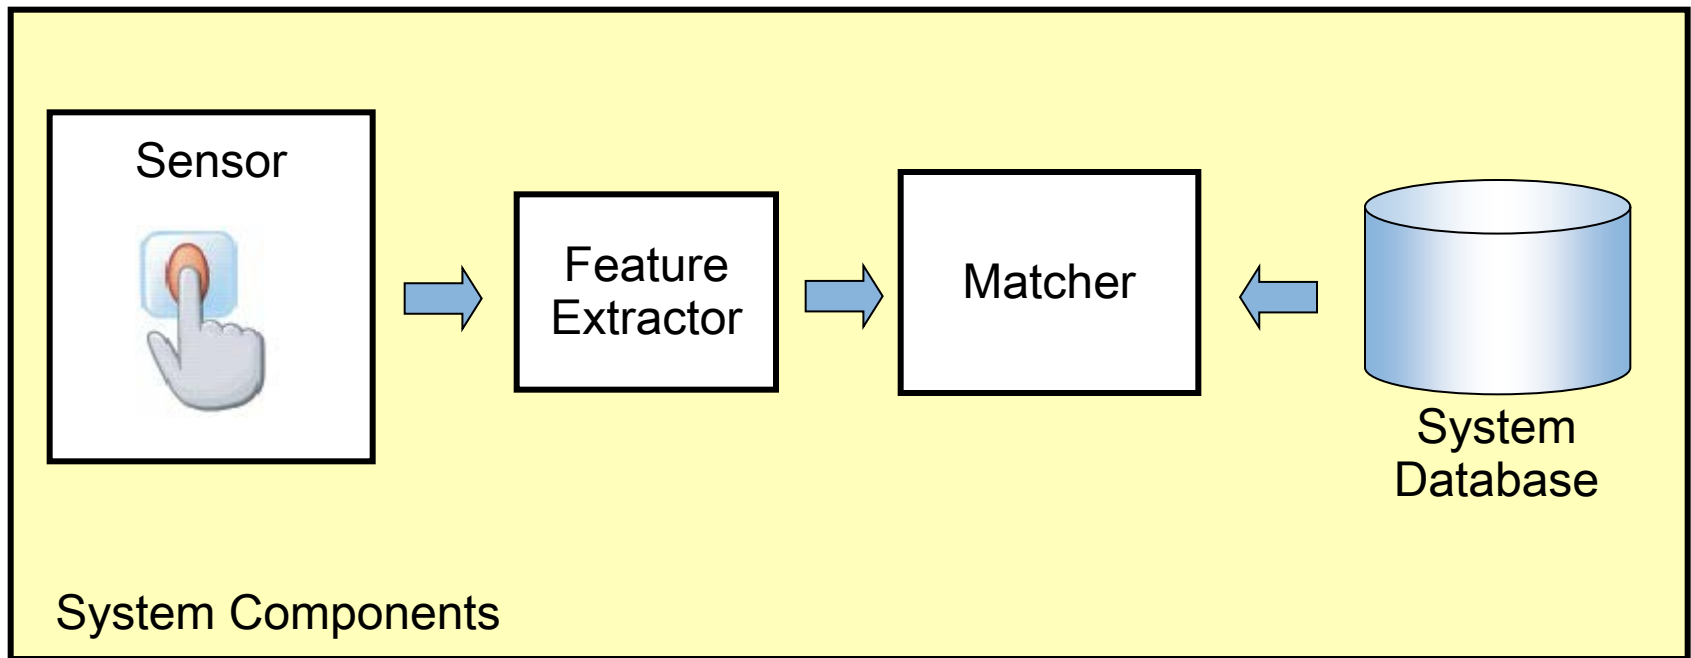 Sensor
Feature
Extractor
Matcher
System
Database
System Components